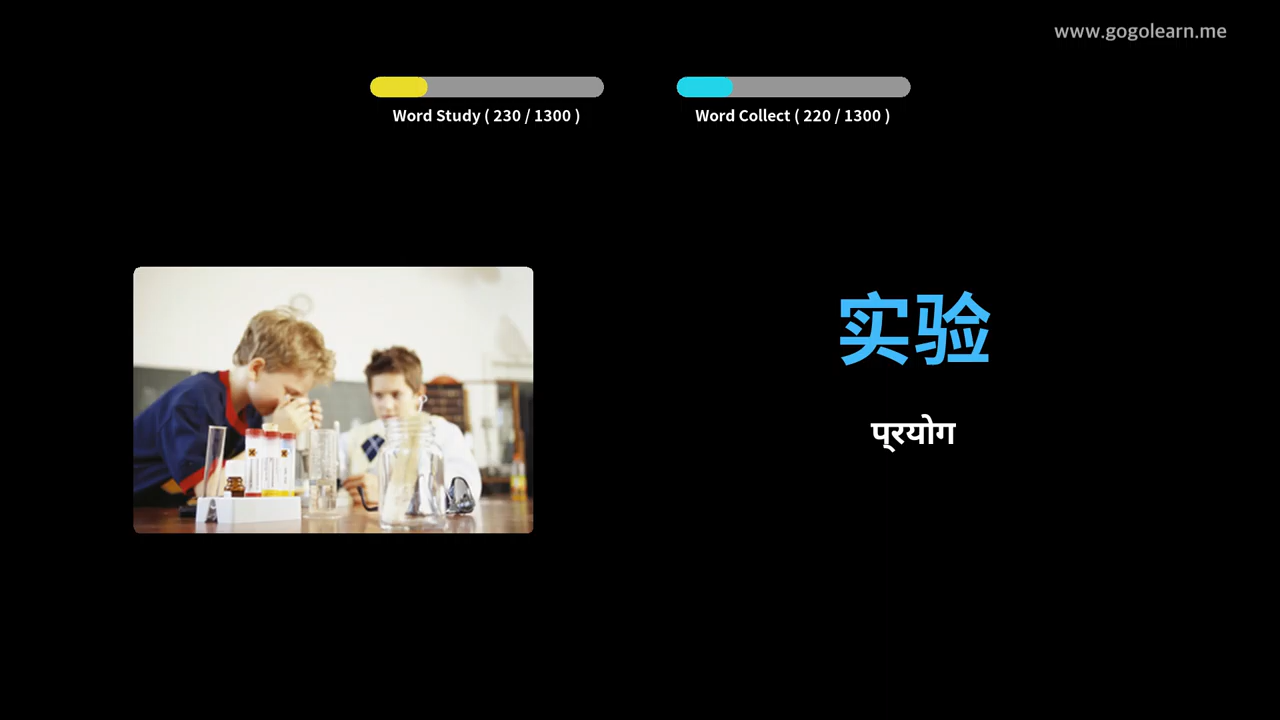 www.gogolearn.me
Word Study ( 230 / 1300 )
Word Collect ( 220 / 1300 )
实验
प्रयोग